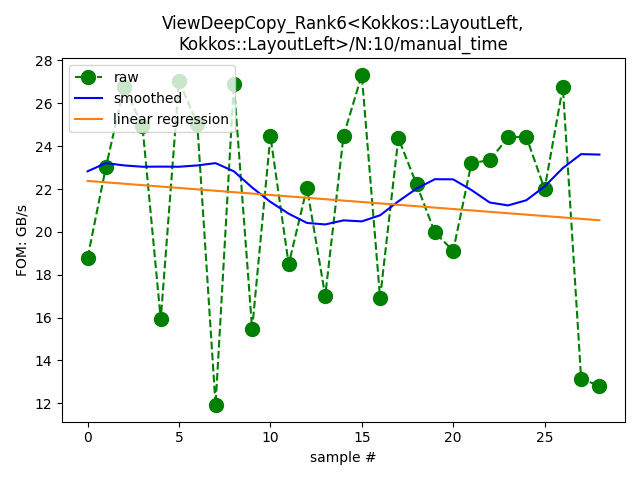 ViewDeepCopy_Rank6<Kokkos::LayoutLeft,
Kokkos::LayoutLeft>/N:10/manual_time
raw
smoothed
linear regression
FOM: GB/s
28
26
24
22
20
18
16
14
12
0
5
10
15
20
25
sample #